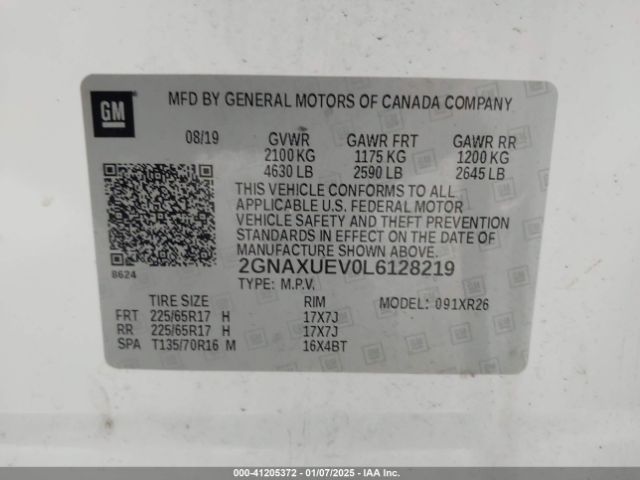 GM
MFD BY GENERAL MOTORS OF CANADA COMPANY
08/19 GVWR GAWR FRT GAWR RR
2100 KG 1175 KG 1200 KG
4630 LB 2590 LB 2645 LB
THIS VEHICLE CONFORMS TO ALL
APPLICABLE U.S. FEDERAL MOTOR
VEHICLE SAFETY AND THEFT PREVENTION
STANDARDS IN EFFECT ON THE DATE OF
MANUFACTURE SHOWN ABOVE.
8624 2GNAXUEV0L6128219
TYPE: M.P.V.
TIRE SIZE RIM MODEL: 091XR26
FRT 225/65R17 H 17X7J
RR 225/65R17 H 17X7J
SPA T135/70R16 M 16X4BT
000-41205372 - 01/07/2025 - IAA Inc.